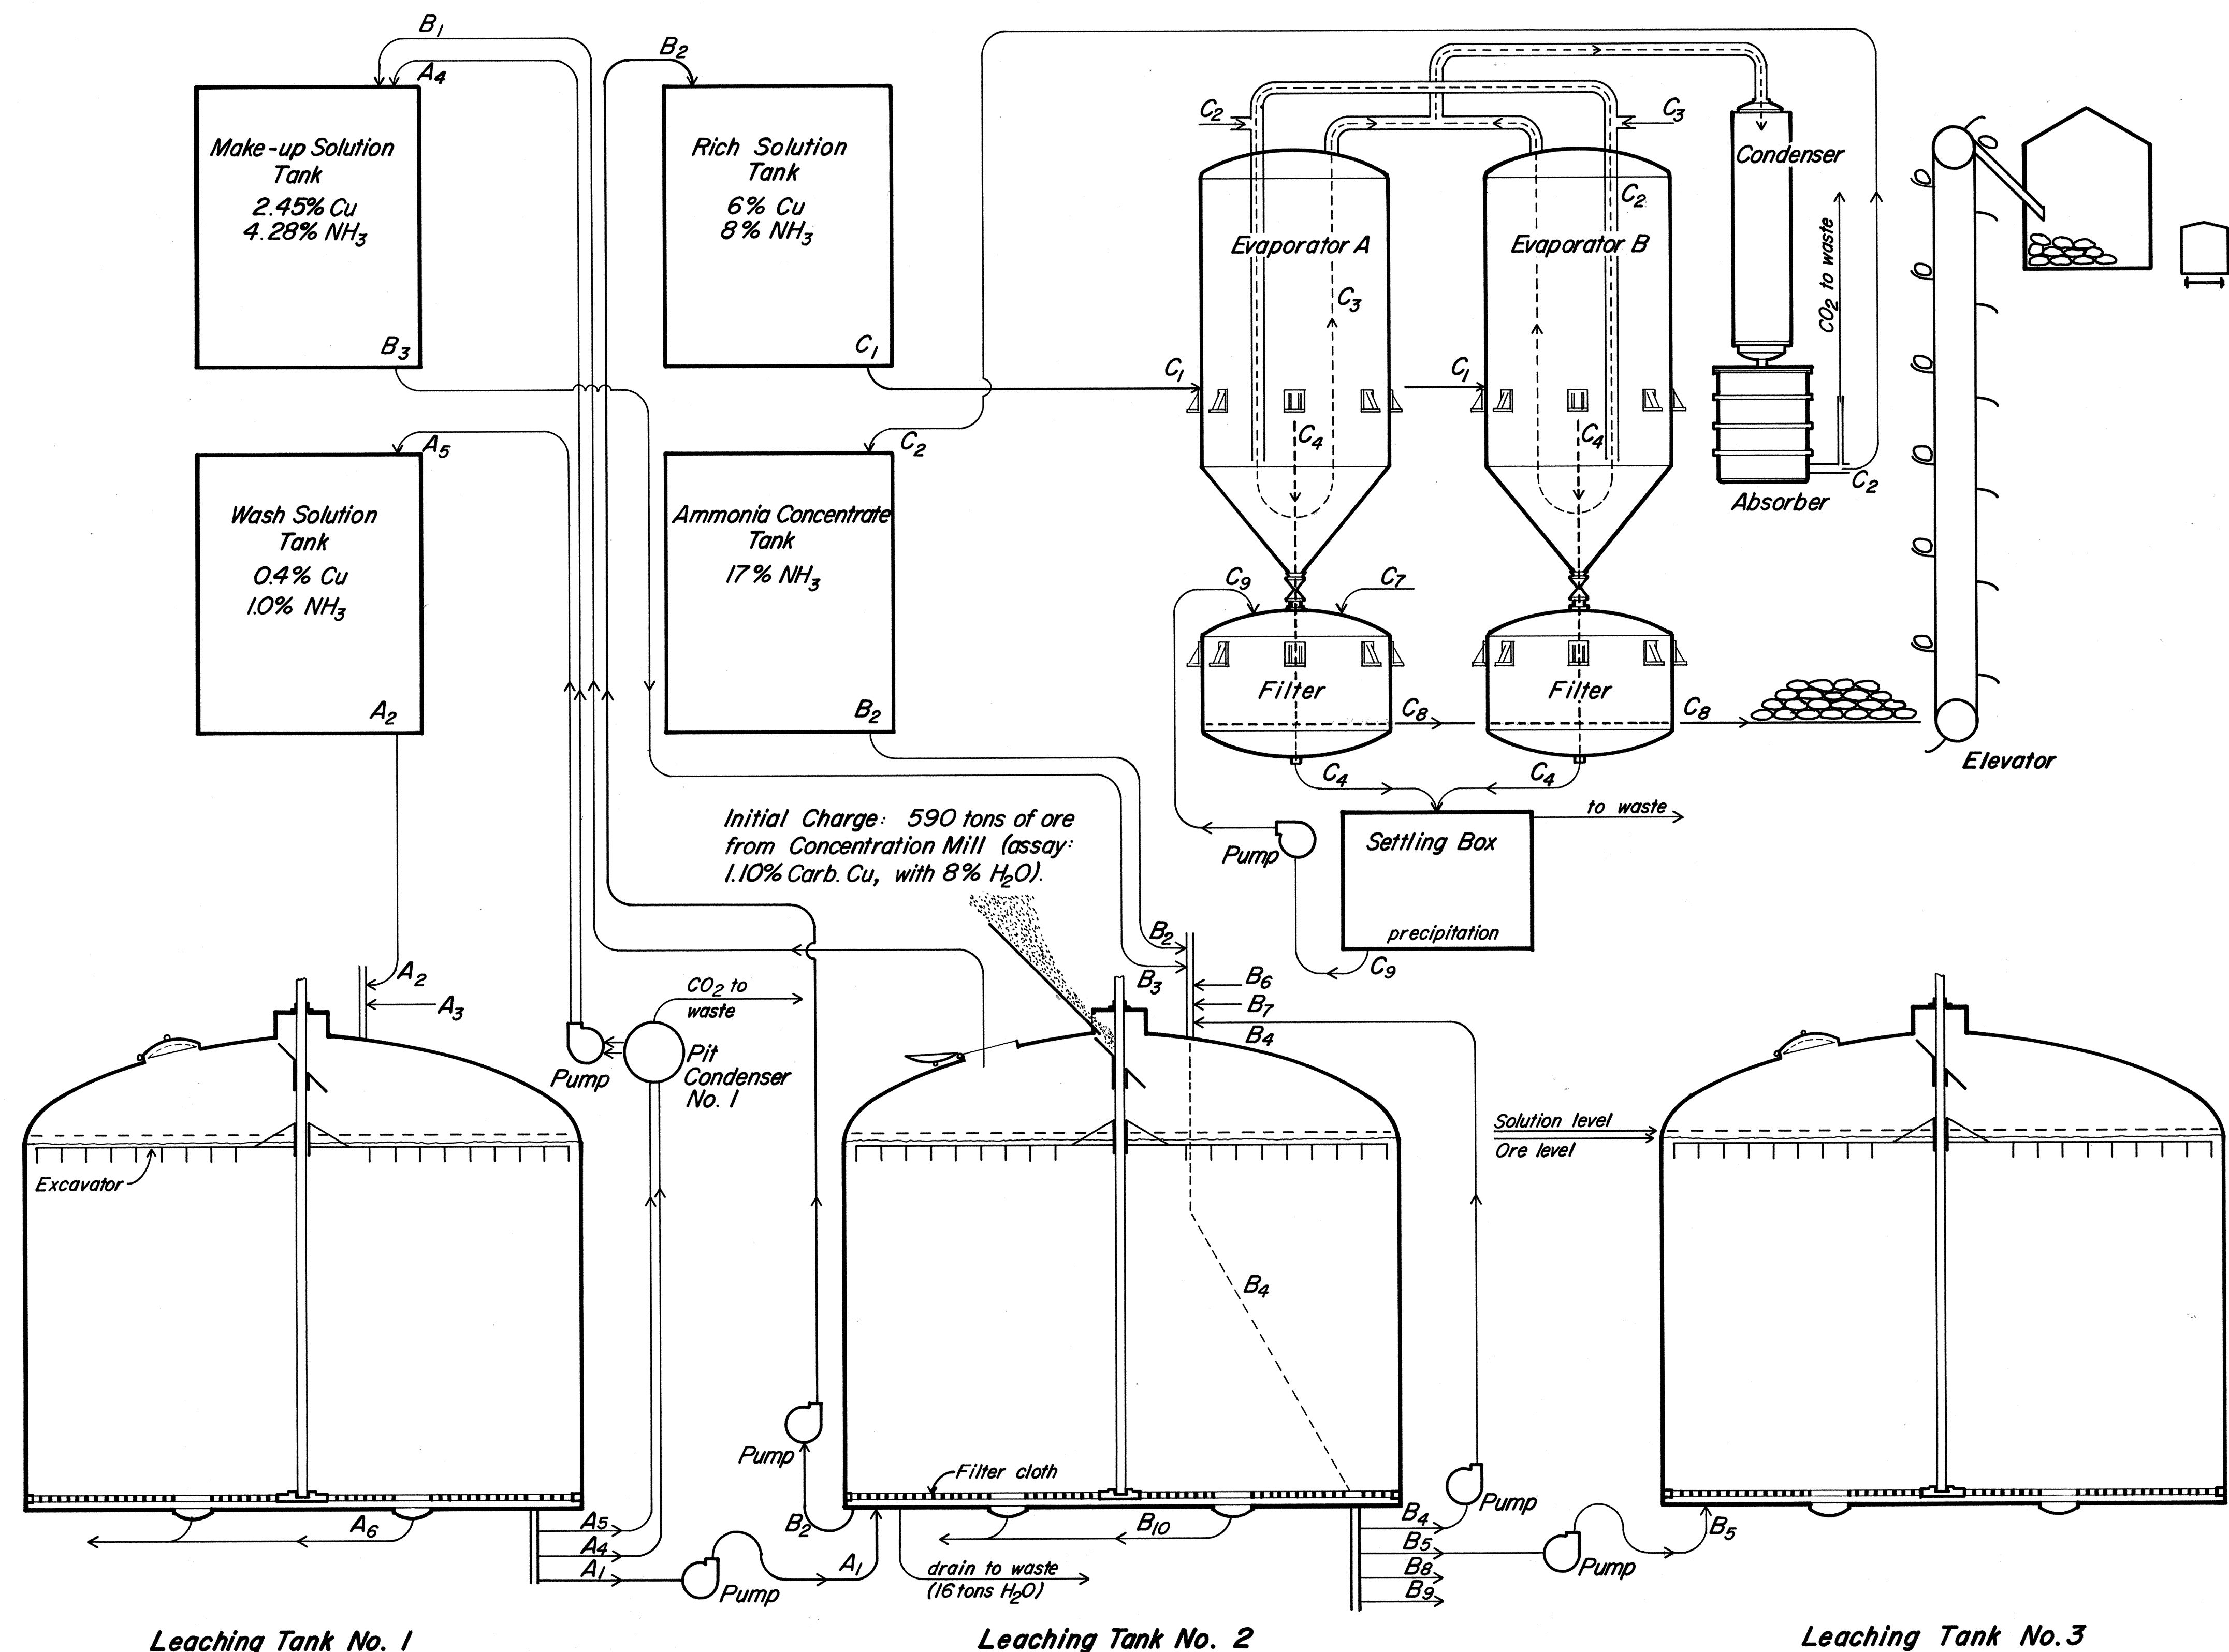 B1
A4
B2
Make-up Solution
Tank
2.45% Cu
4.28% NH3
B3
Rich Solution
Tank
6% Cu
8% NH3
C1
C2
C3
Evaporator A
C3
C2
Evaporator B
Condenser
CO2 to waste
C1
C1
C4
C4
C2
Absorber
A5
Wash Solution
Tank
0.4% Cu
1.0% NH3
A2
C2
Ammonia Concentrate
Tank
17% NH3
B2
C9
C7
Filter
Filter
C8
C8
Elevator
C4
C4
to waste
Settling Box
precipitation
Pump
C9
Initial Charge: 590 tons of ore
from Concentration Mill (assay:
1.10% Carb. Cu, with 8% H2O).
A2
A3
CO2 to
waste
Pit
Condenser
No. 1
Pump
B2
B3
B6
B7
B4
Solution level
Ore level
Excavator
B4
Pump
Filter cloth
B2
A6
A5
A4
A1
Pump
A1
drain to waste
(16 tons H2O)
B10
B4
B5
B8
B9
Pump
Pump
B5
Leaching Tank No. 1
Leaching Tank No. 2
Leaching Tank No. 3